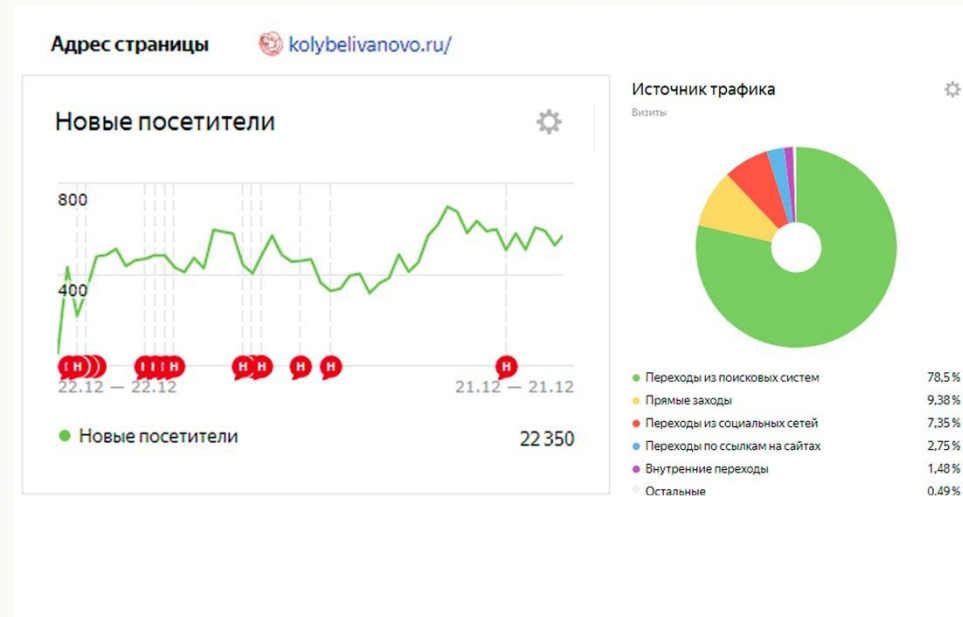 Адрес страницы kolybelivanovo.ru/
Новые посетители
800
400
Н Н Н Н Н Н Н
22.12 — 22.12 21.12 — 21.12
Новые посетители 22 350
Источник трафика
Визиты
Переходы из поисковых систем 78,5 %
Прямые заходы 9,38 %
Переходы из социальных сетей 7,35 %
Переходы по ссылкам на сайтах 2,75 %
Внутренние переходы 1,48 %
Остальные 0,49 %